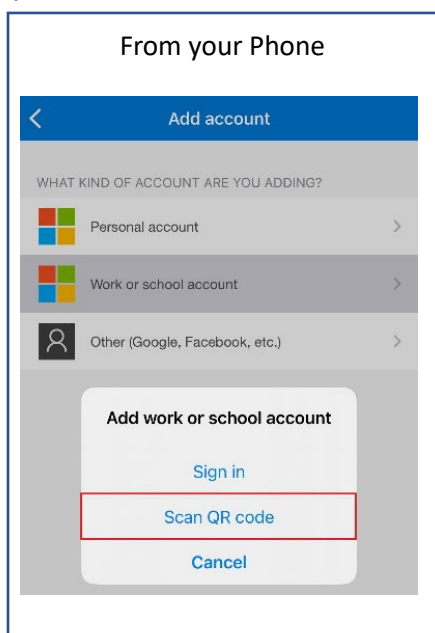 From your Phone
Add account
WHAT KIND OF ACCOUNT ARE YOU ADDING?
Personal account
Work or school account
Other (Google, Facebook, etc.)
Add work or school account
Sign in
Scan QR code
Cancel